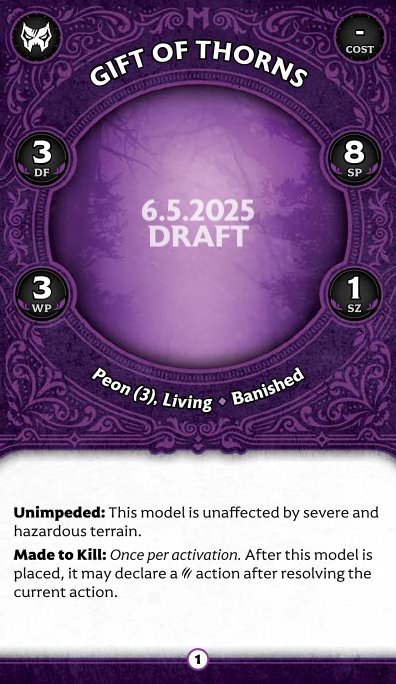 GIFT OF THORNS
-
COST
3
DF
8
SP
6.5.2025
DRAFT
3
WP
1
SZ
Peon (3), Living ◆ Banished
Unimpeded: This model is unaffected by severe and
hazardous terrain.
Made to Kill: Once per activation. After this model is
placed, it may declare a action after resolving the
current action.
1